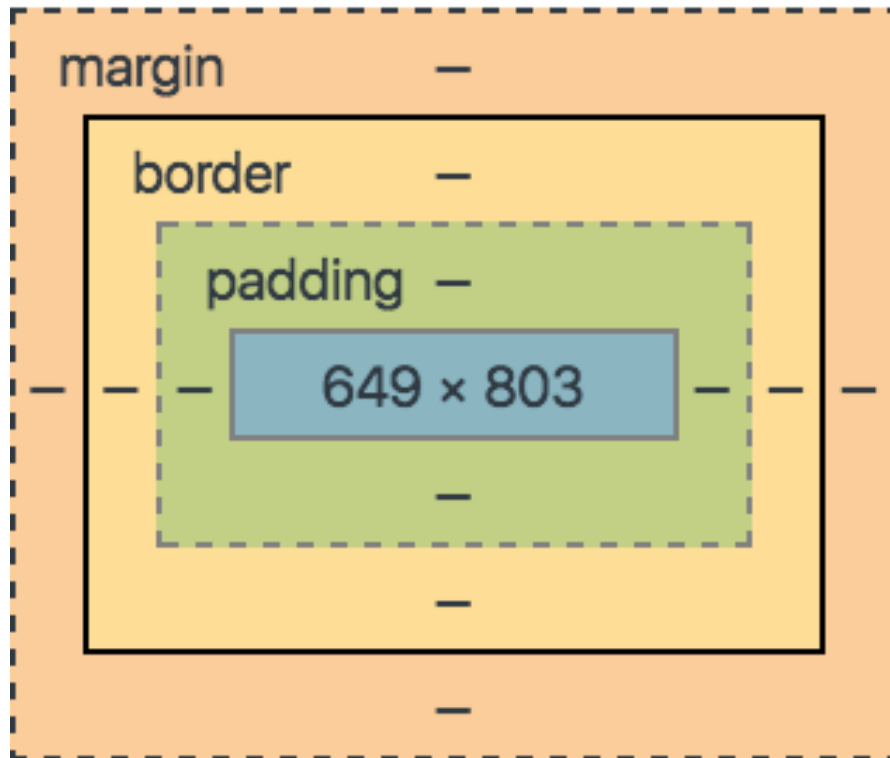 margin –
border –
padding –
– – – 649 × 803 – – –
–
–
–